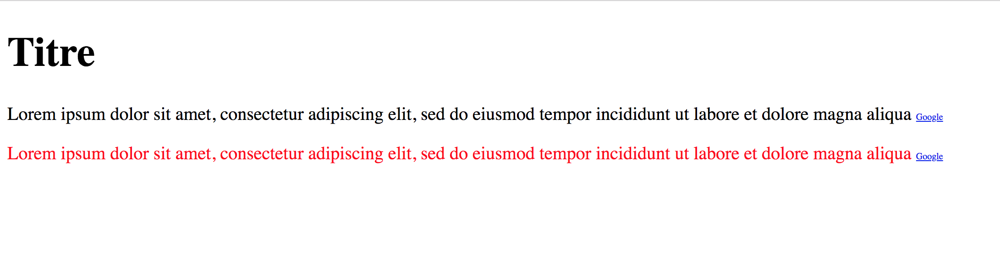 Titre
Lorem ipsum dolor sit amet, consectetur adipiscing elit, sed do eiusmod tempor incididunt ut labore et dolore magna aliqua Google
Lorem ipsum dolor sit amet, consectetur adipiscing elit, sed do eiusmod tempor incididunt ut labore et dolore magna aliqua Google